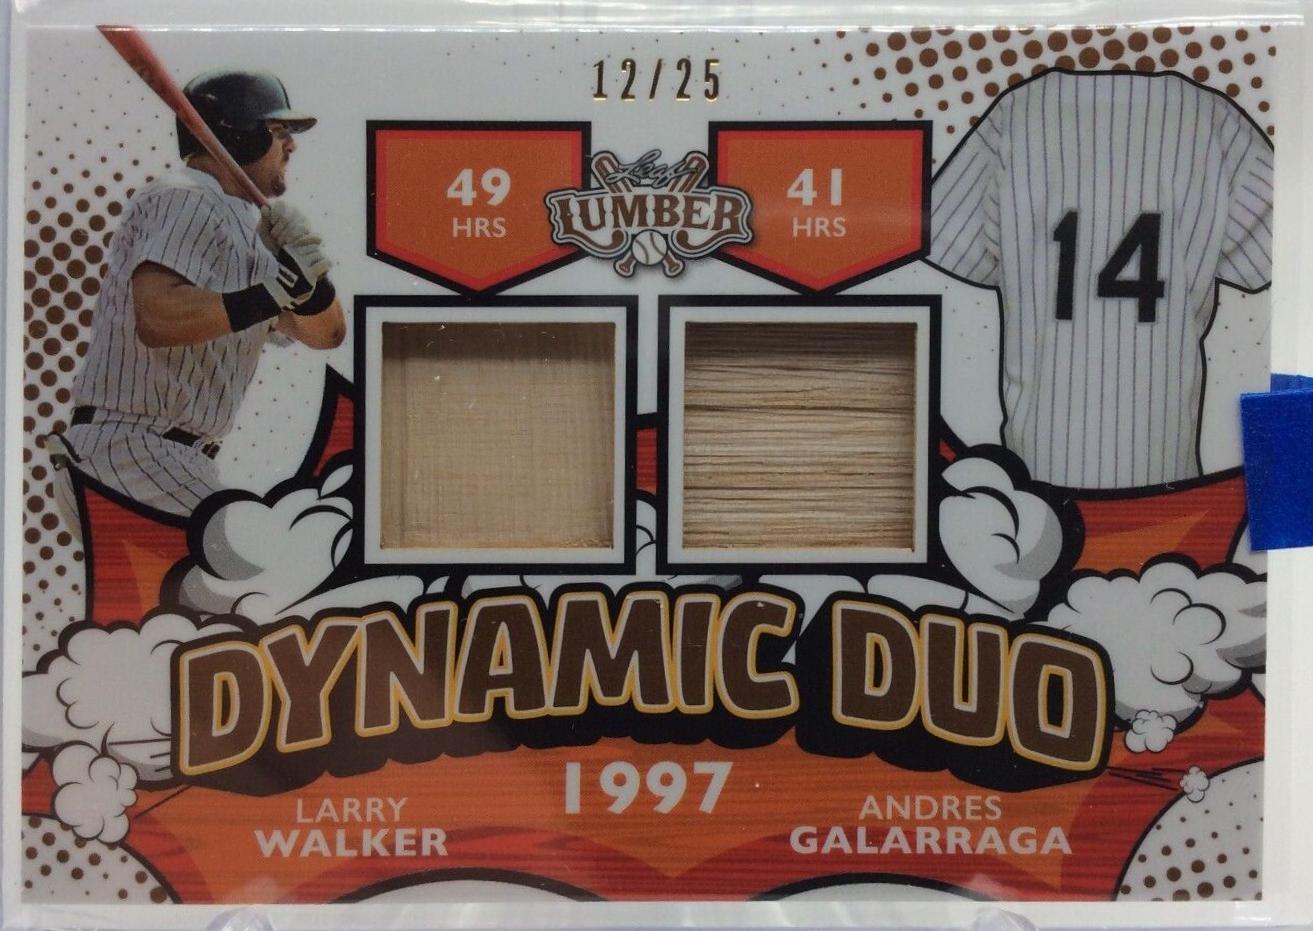 12/25
49
HRS
Leaf
LUMBER
41
HRS
14
DYNAMIC DUO
1997
LARRY
WALKER
ANDRES
GALARRAGA